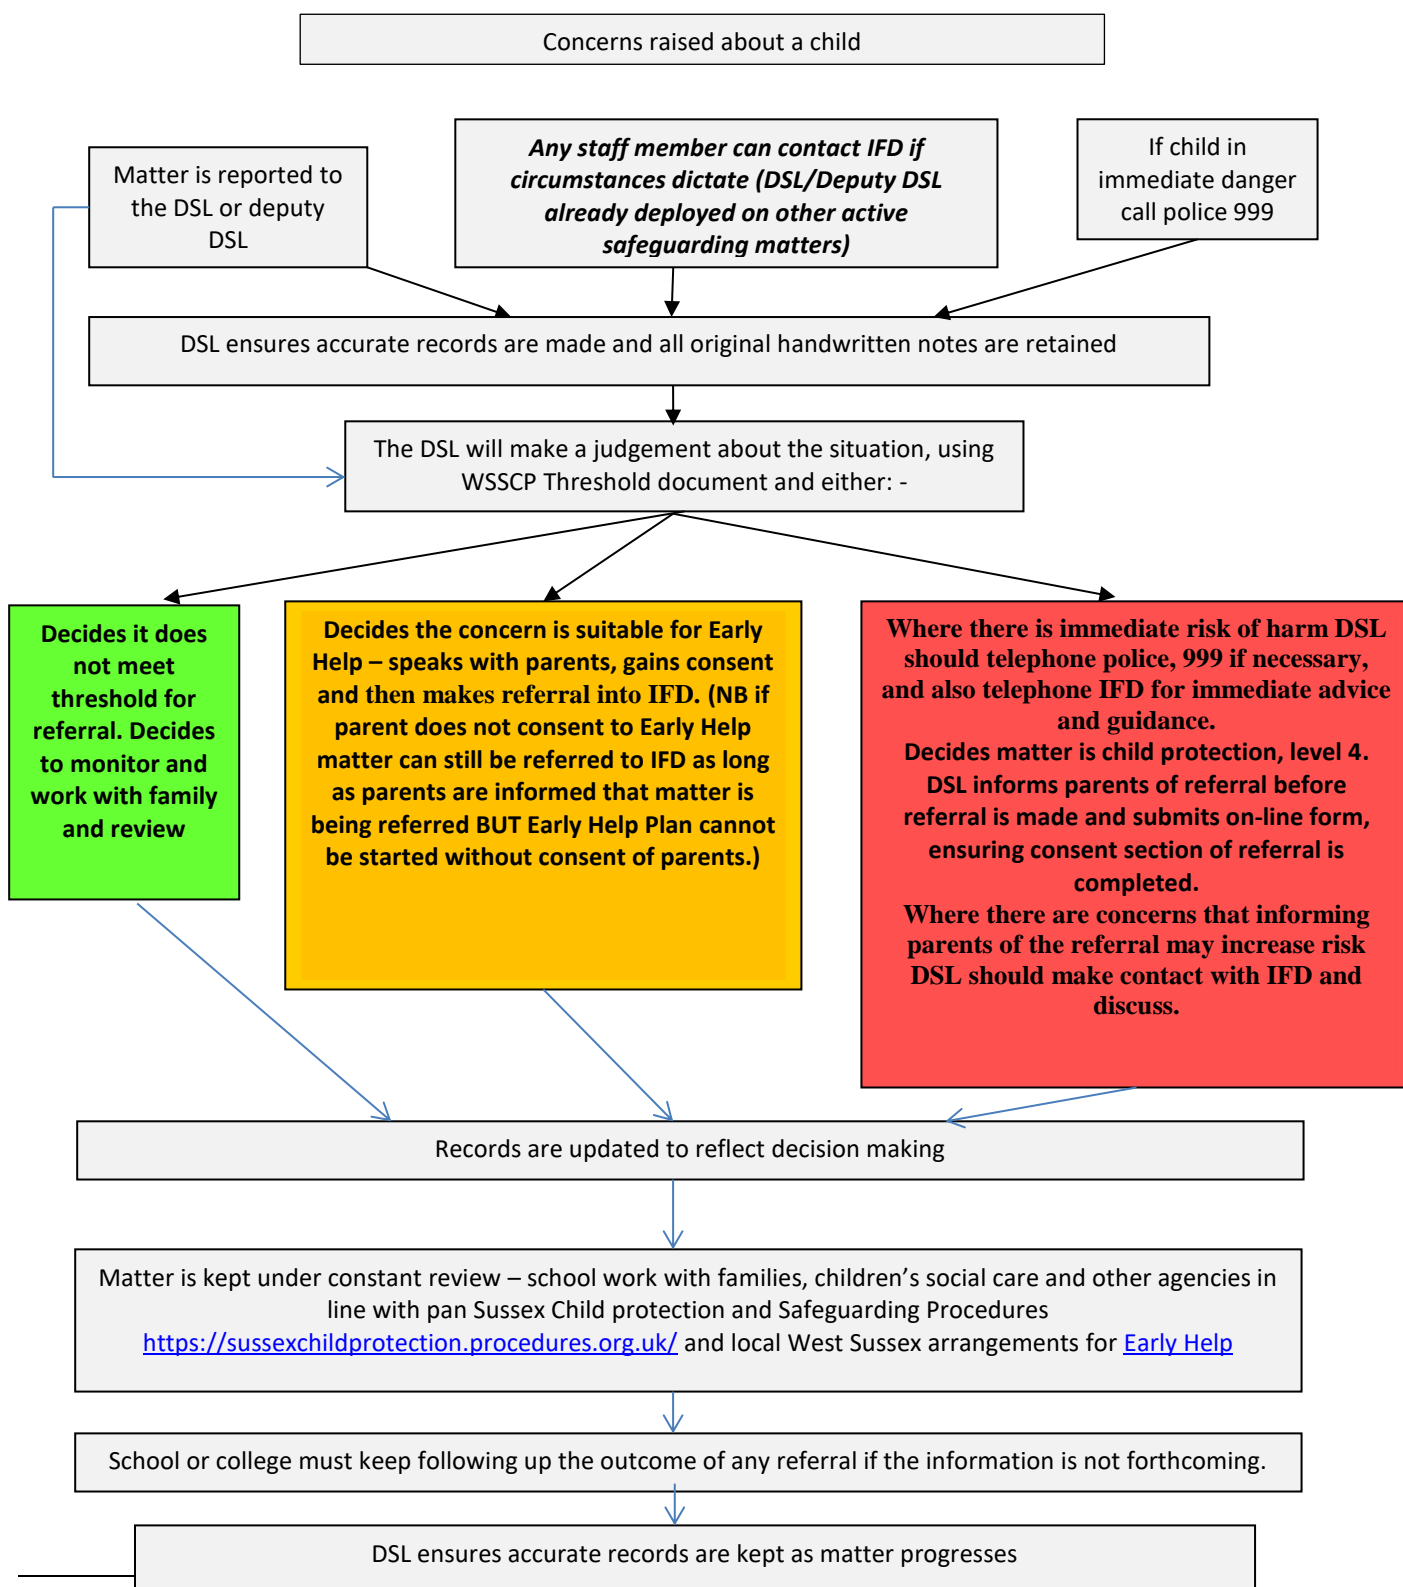 Concerns raised about a child
Matter is reported to
the DSL or deputy
DSL
Any staff member can contact IFD if
circumstances dictate (DSL/Deputy DSL
already deployed on other active
safeguarding matters)
If child in
immediate danger
call police 999
DSL ensures accurate records are made and all original handwritten notes are retained
The DSL will make a judgement about the situation, using
WSSCP Threshold document and either: -
Decides it does
not meet
threshold for
referral. Decides
to monitor and
work with family
and review
Decides the concern is suitable for Early
Help – speaks with parents, gains consent
and then makes referral into IFD. (NB if
parent does not consent to Early Help
matter can still be referred to IFD as long
as parents are informed that matter is
being referred BUT Early Help Plan cannot
be started without consent of parents.)
Where there is immediate risk of harm DSL
should telephone police, 999 if necessary,
and also telephone IFD for immediate advice
and guidance.
Decides matter is child protection, level 4.
DSL informs parents of referral before
referral is made and submits on-line form,
ensuring consent section of referral is
completed.
Where there are concerns that informing
parents of the referral may increase risk
DSL should make contact with IFD and
discuss.
Records are updated to reflect decision making
Matter is kept under constant review – school work with families, children’s social care and other agencies in
line with pan Sussex Child protection and Safeguarding Procedures
https://sussexchildprotection.procedures.org.uk/ and local West Sussex arrangements for Early Help
School or college must keep following up the outcome of any referral if the information is not forthcoming.
DSL ensures accurate records are kept as matter progresses